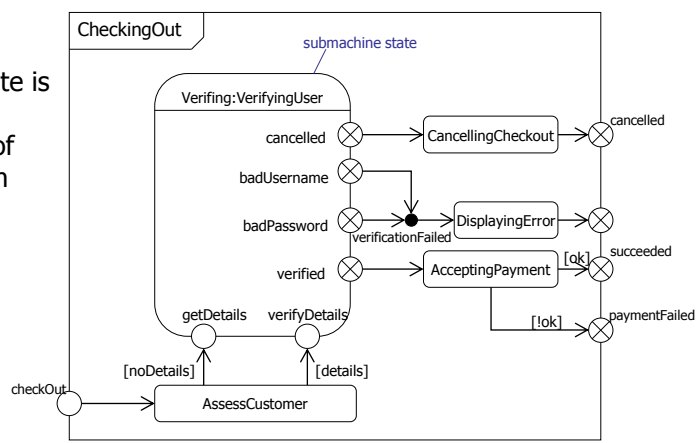 CheckingOut
submachine state
te is
of
Verifing:VerifyingUser
cancelled
CancellingCheckout
cancelled
badUsername
badPassword
DisplayingError
verificationFailed
verified
AcceptingPayment
[ok]
succeeded
getDetails
verifyDetails
[!ok]
paymentFailed
[noDetails]
[details]
checkOut
AssessCustomer